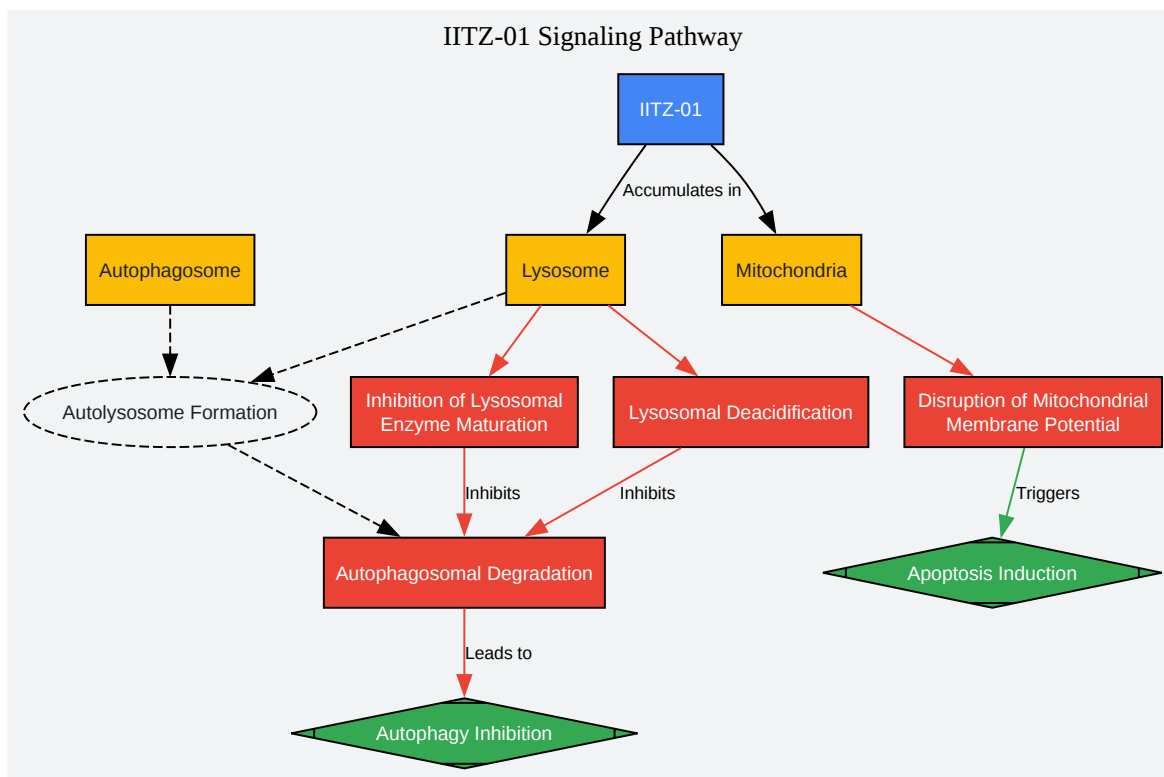 IITZ-01 Signaling Pathway
IITZ-01
Accumulates in
Autophagosome
Lysosome
Mitochondria
Autolysosome Formation
Inhibition of Lysosomal
Enzyme Maturation
Lysosomal Deacidification
Disruption of Mitochondrial
Membrane Potential
Inhibits
Inhibits
Triggers
Autophagosomal Degradation
Apoptosis Induction
Leads to
Autophagy Inhibition